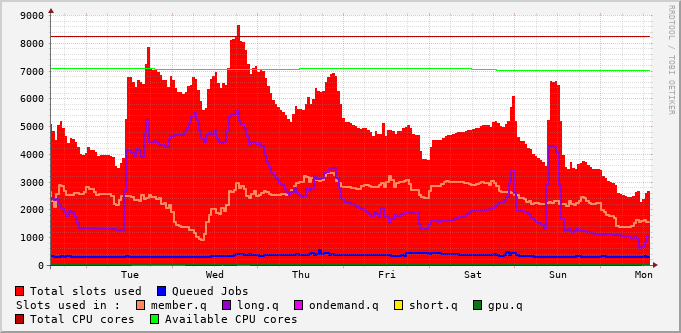 9000
8000
7000
6000
5000
4000
3000
2000
1000
0
Tue Wed Thu Fri Sat Sun Mon
RRDTOOL / TOBI OETIKER
Total slots used Queued Jobs
Slots used in : member.q long.q ondemand.q short.q gpu.q
Total CPU cores Available CPU cores